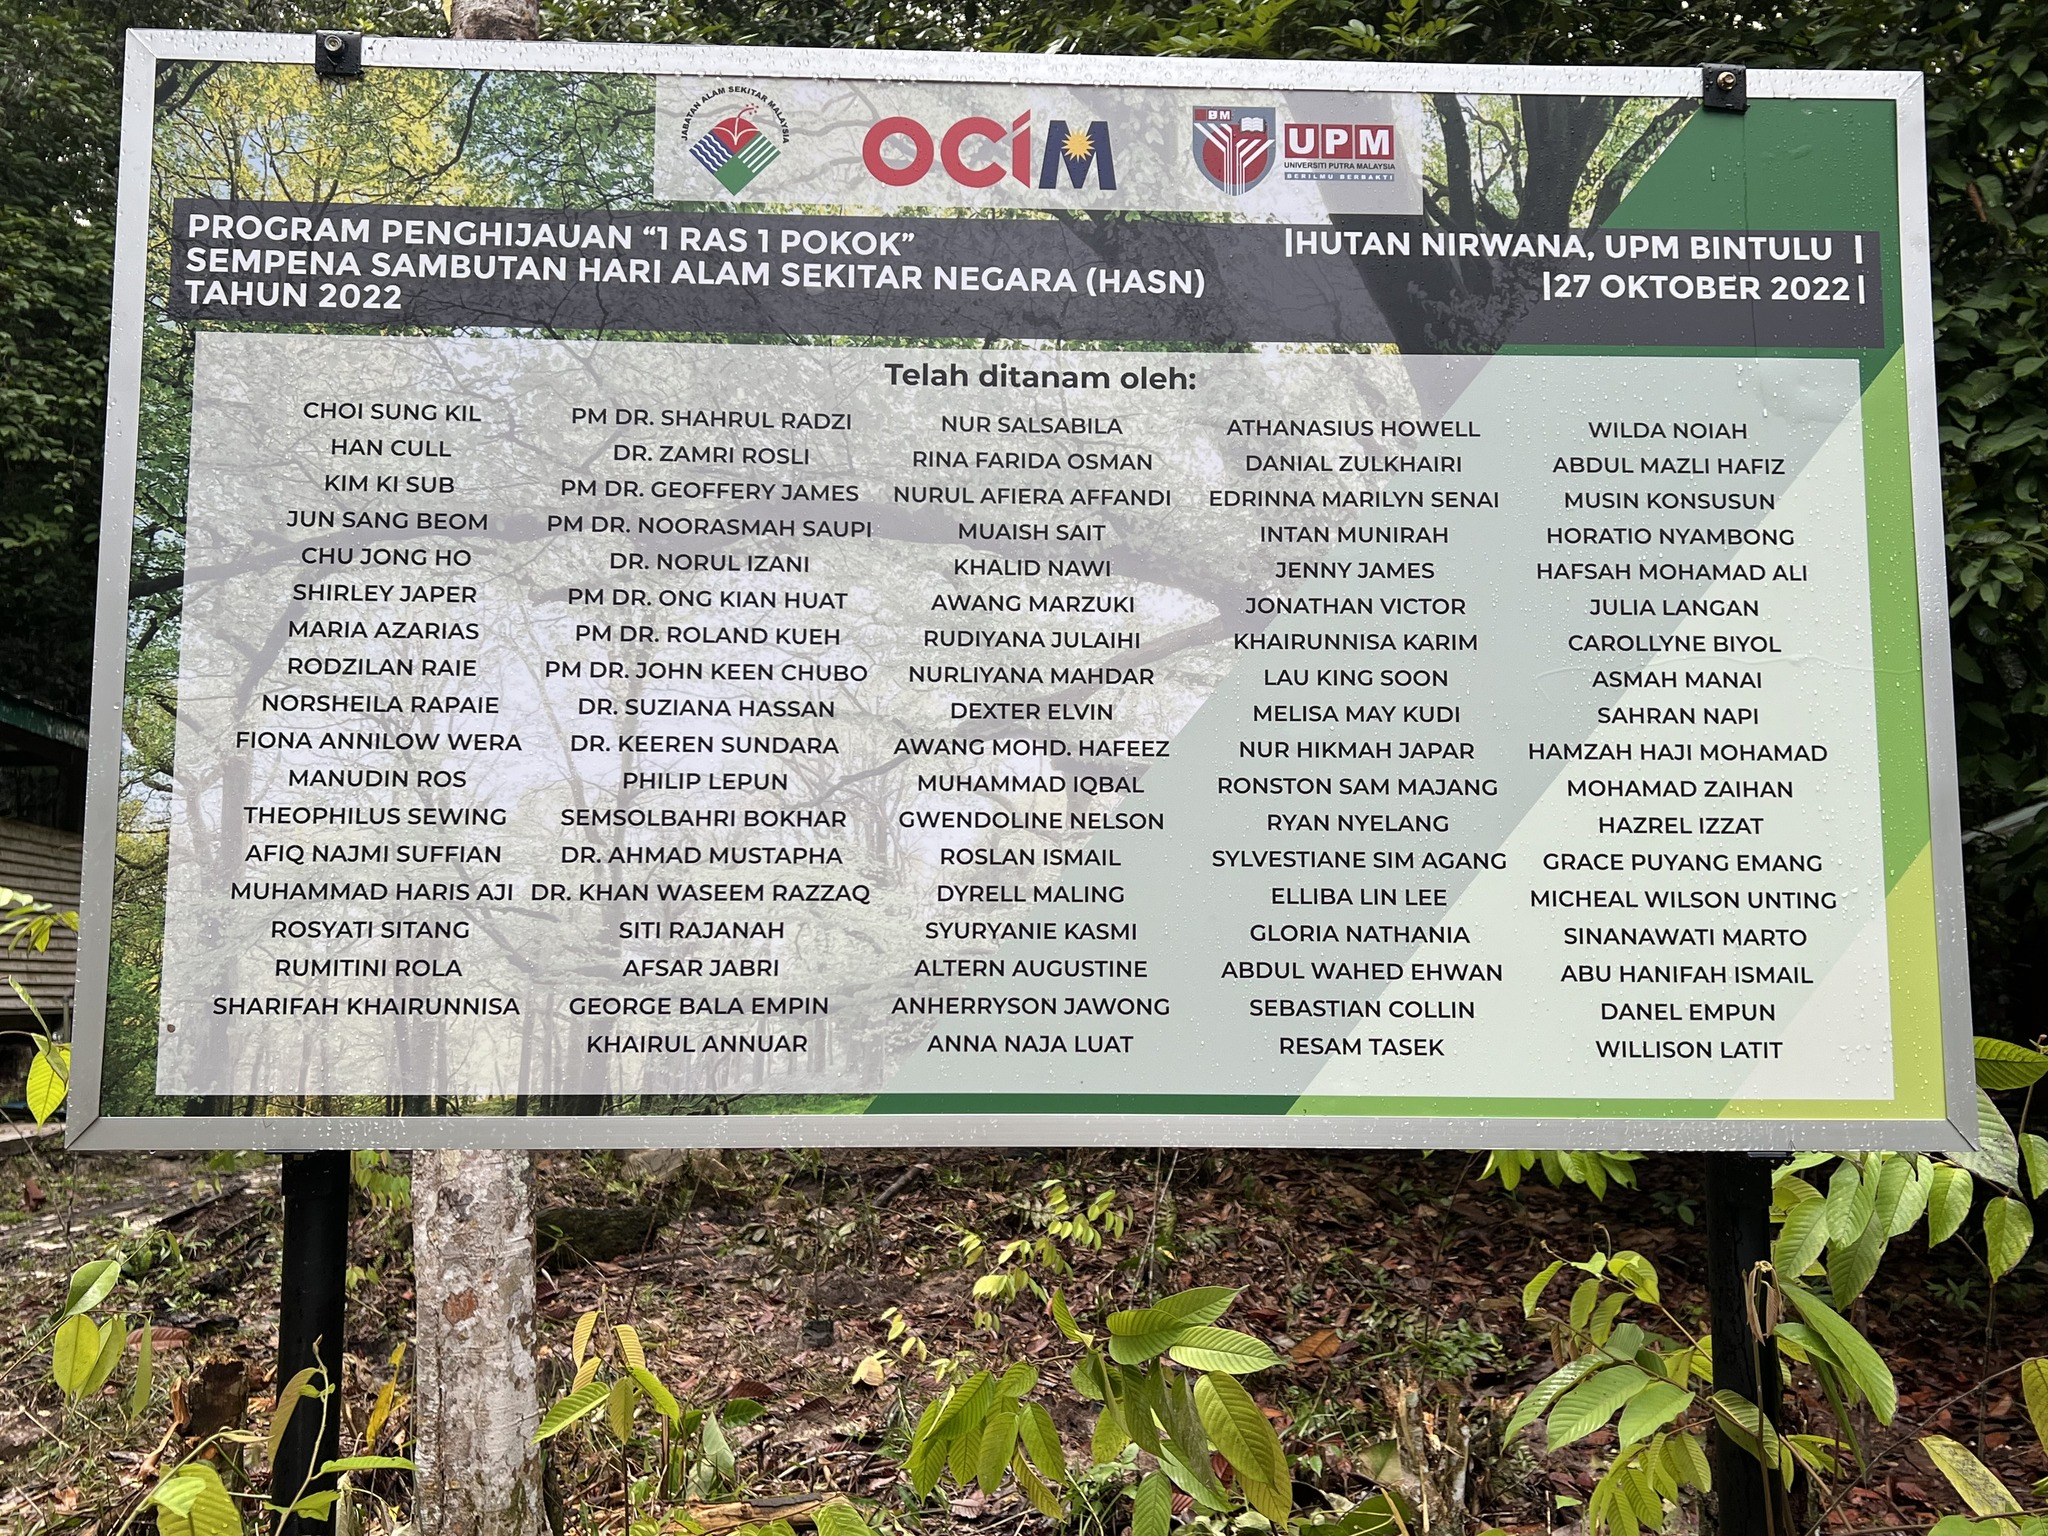 JABATAN ALAM SEKITAR MALAYSIA
OCiM
UPM
UNIVERSITI PUTRA MALAYSIA
BERILMU BERBAKTI
PROGRAM PENGHIJAUAN “1 RAS 1 POKOK”
SEMPENA SAMBUTAN HARI ALAM SEKITAR NEGARA (HASN)
TAHUN 2022
|HUTAN NIRWANA, UPM BINTULU |
|27 OKTOBER 2022|
Telah ditanam oleh:
CHOI SUNG KIL
HAN CULL
KIM KI SUB
JUN SANG BEOM
CHU JONG HO
SHIRLEY JAPER
MARIA AZARIAS
RODZILAN RAIE
NORSHEILA RAPAIE
FIONA ANNILOW WERA
MANUDIN ROS
THEOPHILUS SEWING
AFIQ NAJMI SUFFIAN
MUHAMMAD HARIS AJI
ROSYATI SITANG
RUMITINI ROLA
SHARIFAH KHAIRUNNISA
PM DR. SHAHRUL RADZI
DR. ZAMRI ROSLI
PM DR. GEOFFERY JAMES
PM DR. NOORASMAH SAUPI
DR. NORUL IZANI
PM DR. ONG KIAN HUAT
PM DR. ROLAND KUEH
PM DR. JOHN KEEN CHUBO
DR. SUZIANA HASSAN
DR. KEEREN SUNDARA
PHILIP LEPUN
SEMSOLBAHRI BOKHAR
DR. AHMAD MUSTAPHA
DR. KHAN WASEEM RAZZAQ
SITI RAJANAH
AFSAR JABRI
GEORGE BALA EMPIN
KHAIRUL ANNUAR
NUR SALSABILA
RINA FARIDA OSMAN
NURUL AFIERA AFFANDI
MUAISH SAIT
KHALID NAWI
AWANG MARZUKI
RUDIYANA JULAIHI
NURLIYANA MAHDAR
DEXTER ELVIN
AWANG MOHD. HAFEEZ
MUHAMMAD IQBAL
GWENDOLINE NELSON
ROSLAN ISMAIL
DYRELL MALING
SYURYANIE KASMI
ALTERN AUGUSTINE
ANHERRYSON JAWONG
ANNA NAJA LUAT
ATHANASIUS HOWELL
DANIAL ZULKHAIRI
EDRINNA MARILYN SENAI
INTAN MUNIRAH
JENNY JAMES
JONATHAN VICTOR
KHAIRUNNISA KARIM
LAU KING SOON
MELISA MAY KUDI
NUR HIKMAH JAPAR
RONSTON SAM MAJANG
RYAN NYELANG
SYLVESTIANE SIM AGANG
ELLIBA LIN LEE
GLORIA NATHANIA
ABDUL WAHED EHWAN
SEBASTIAN COLLIN
RESAM TASEK
WILDA NOIAH
ABDUL MAZLI HAFIZ
MUSIN KONSUSUN
HORATIO NYAMBONG
HAFSAH MOHAMAD ALI
JULIA LANGAN
CAROLLYNE BIYOL
ASMAH MANAI
SAHRAN NAPI
HAMZAH HAJI MOHAMAD
MOHAMAD ZAIHAN
HAZREL IZZAT
GRACE PUYANG EMANG
MICHEAL WILSON UNTING
SINANAWATI MARTO
ABU HANIFAH ISMAIL
DANEL EMPUN
WILLISON LATIT